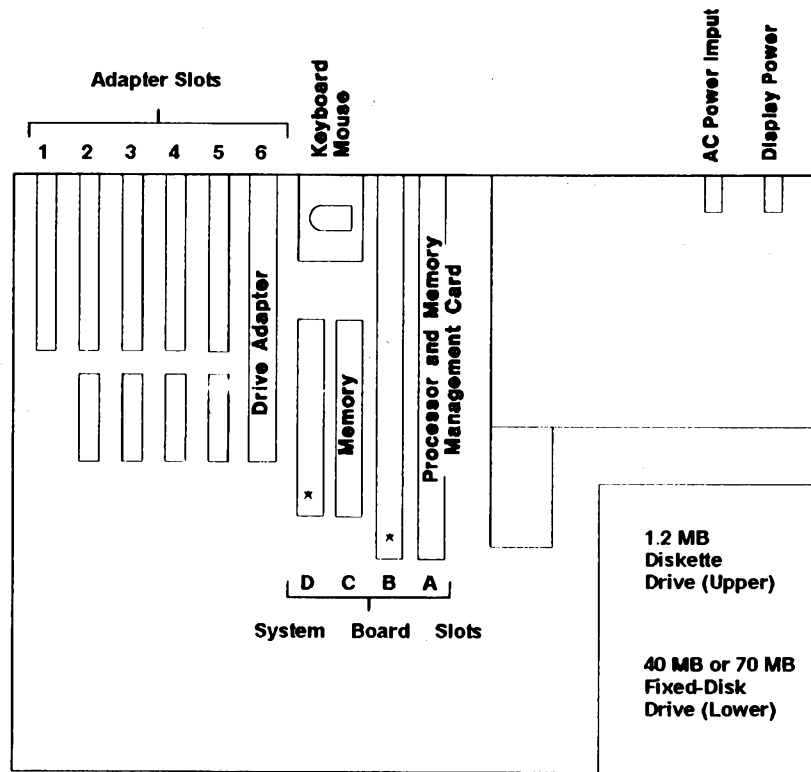 Adapter Slots
1 2 3 4 5 6
Keyboard
Mouse
AC Power Imput
Display Power
Drive Adapter
Memory
Processor and Memory
Management Card
*
*
D C B A
System Board Slots
1.2 MB
Diskette
Drive (Upper)
40 MB or 70 MB
Fixed-Disk
Drive (Lower)